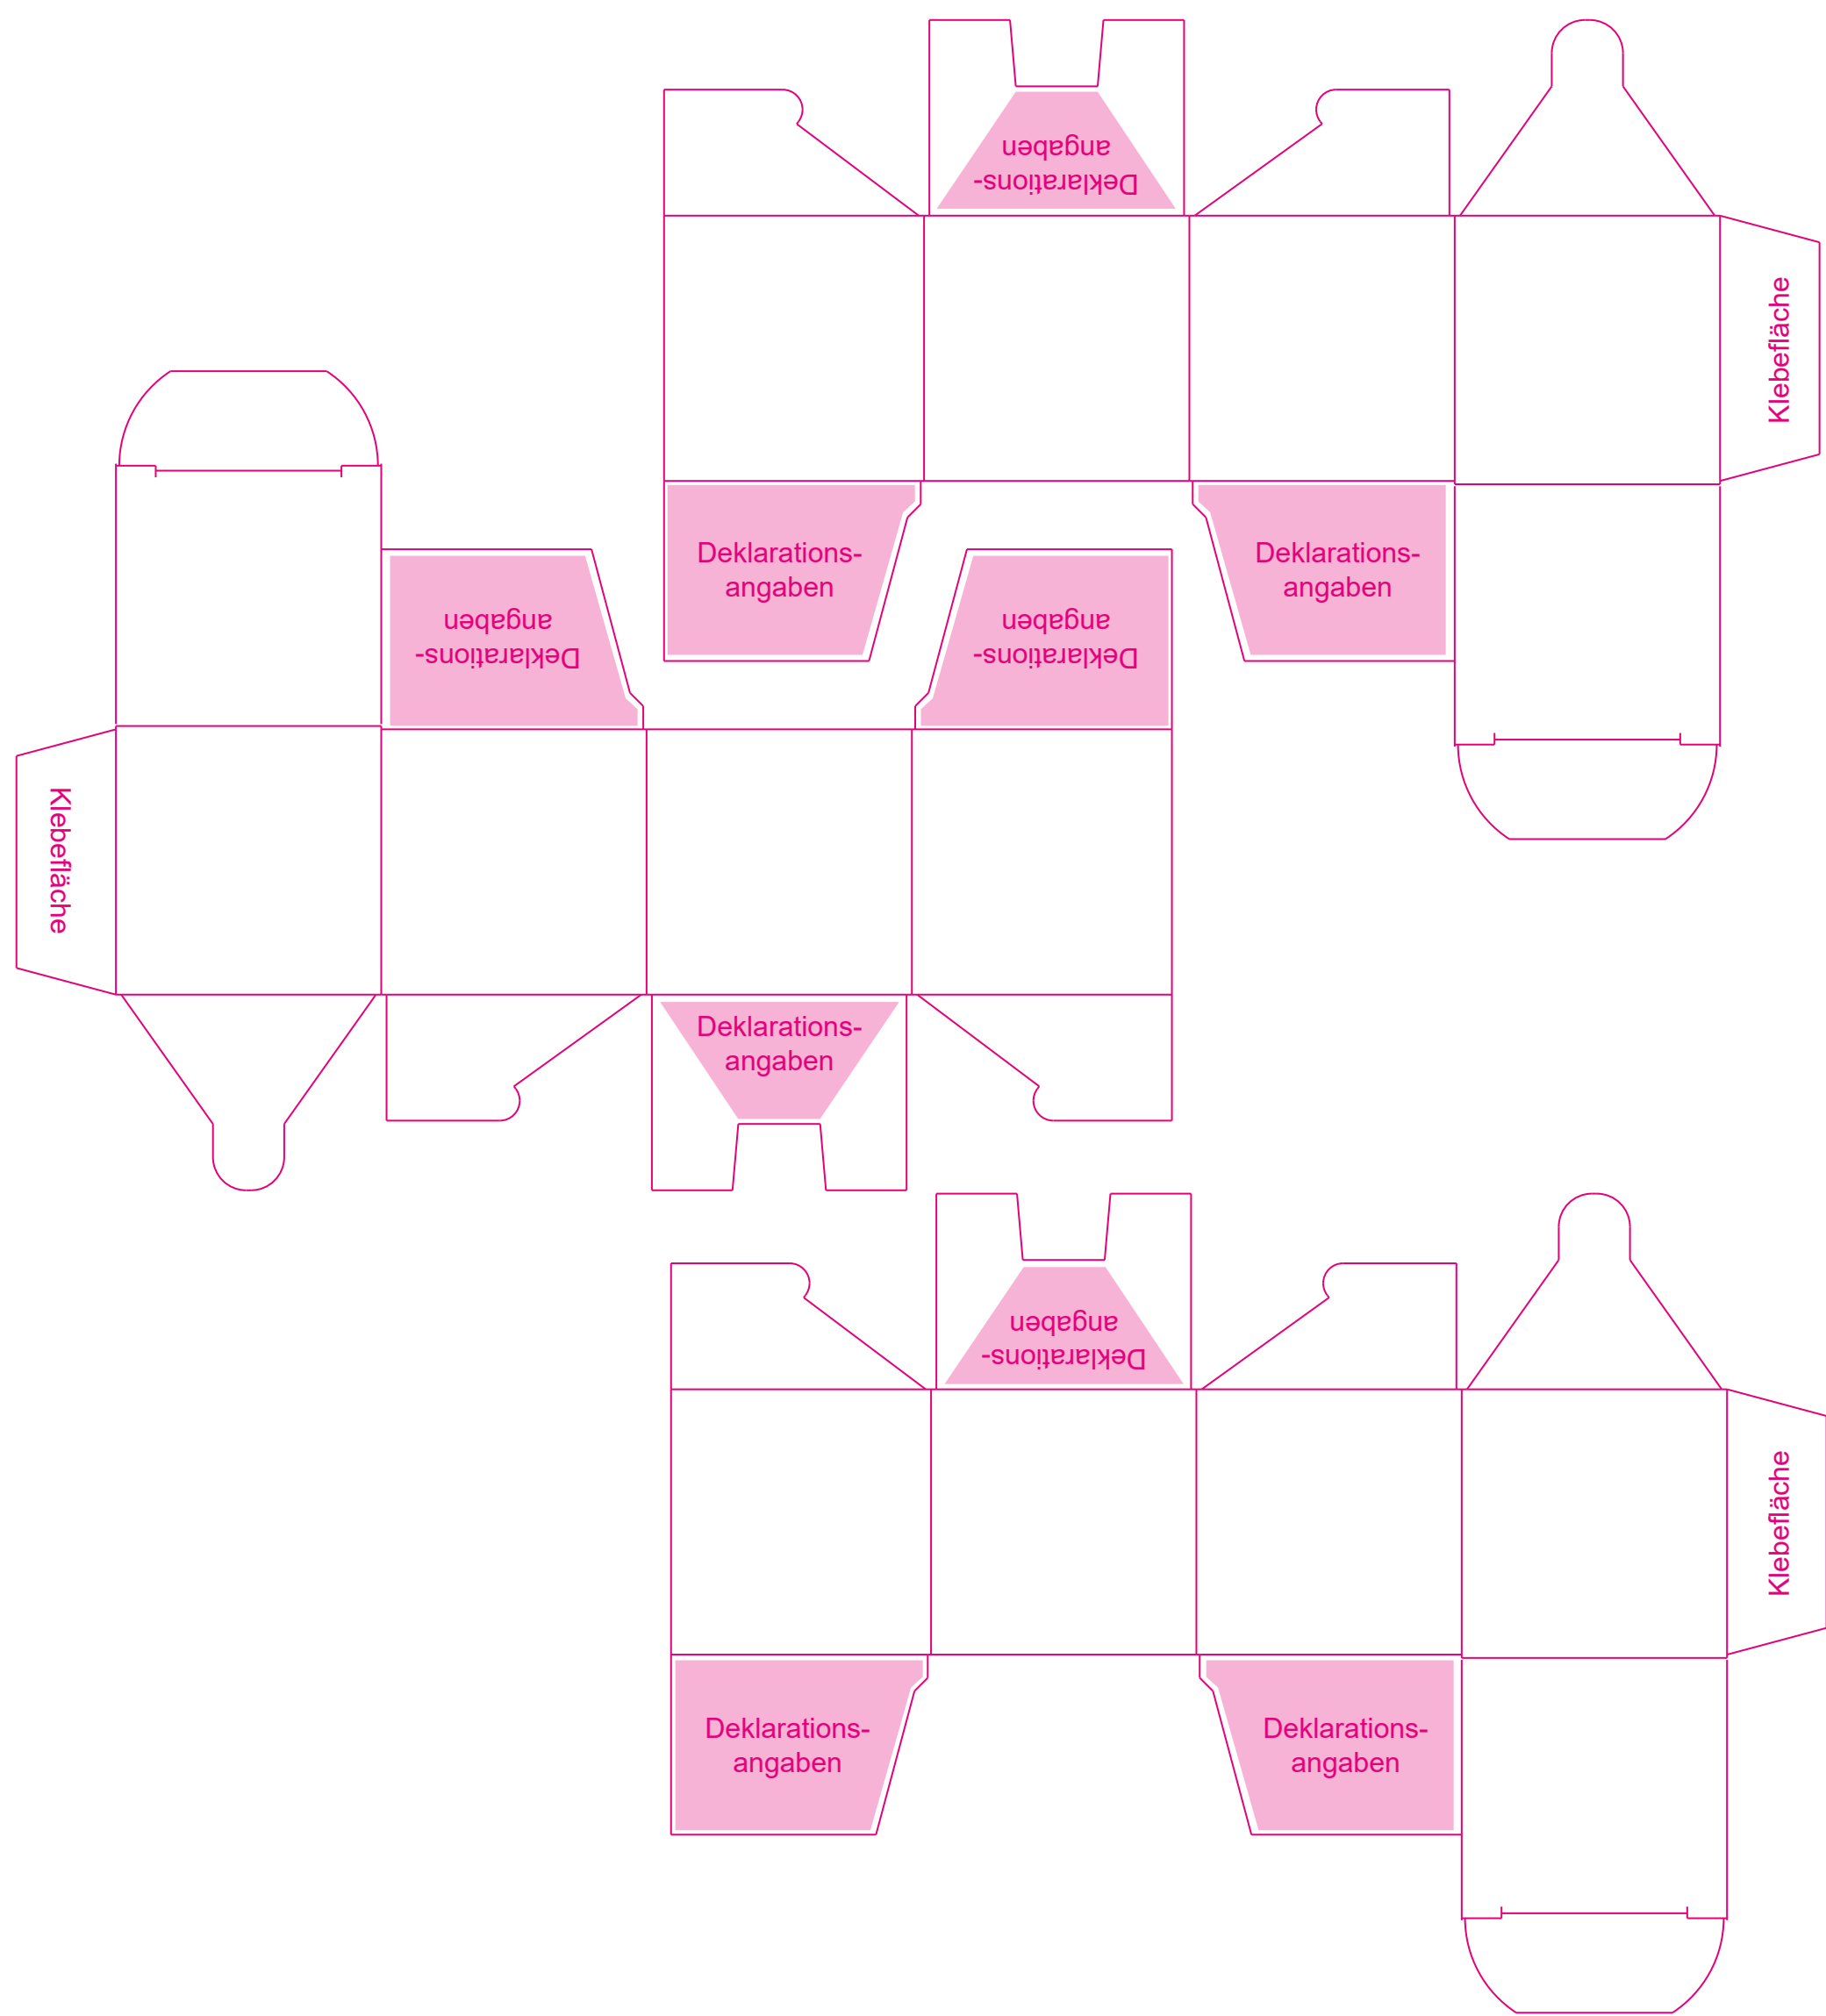 Deklarations-
angaben
Klebefläche
Deklarations-
angaben
Deklarations-
angaben
Deklarations-
angaben
Deklarations-
angaben
Klebefläche
Deklarations-
angaben
Deklarations-
angaben
Klebefläche
Deklarations-
angaben
Deklarations-
angaben